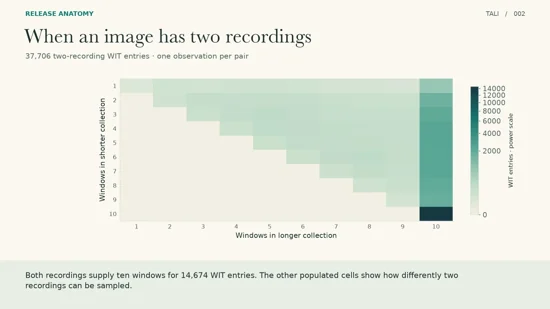 RELEASE ANATOMY
TALI / 002
When an image has two recordings
37,706 two-recording WIT entries · one observation per pair
Windows in shorter collection
1
2
3
4
5
6
7
8
9
10
1 2 3 4 5 6 7 8 9 10
Windows in longer collection
14000
12000
10000
8000
6000
4000
2000
0
WIT entries · power scale
Both recordings supply ten windows for 14,674 WIT entries. The other populated cells show how differently two
recordings can be sampled.